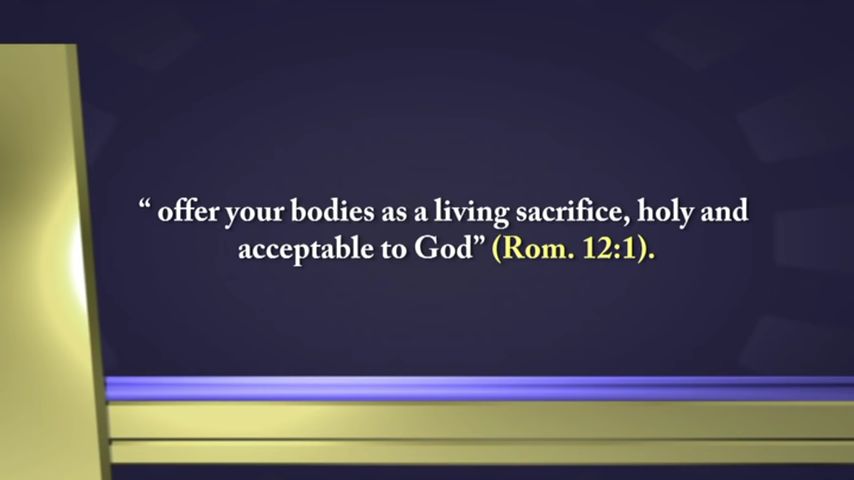 “ offer your bodies as a living sacrifice, holy and
acceptable to God” (Rom. 12:1).